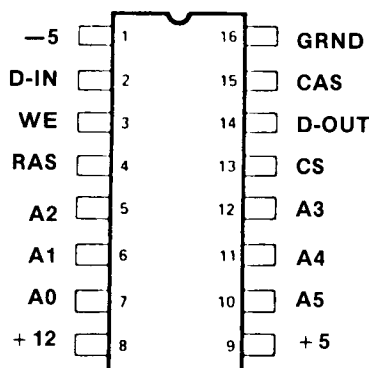 −5 1 16 GRND
D-IN 2 15 CAS
WE 3 14 D-OUT
RAS 4 13 CS
A2 5 12 A3
A1 6 11 A4
A0 7 10 A5
+12 8 9 +5